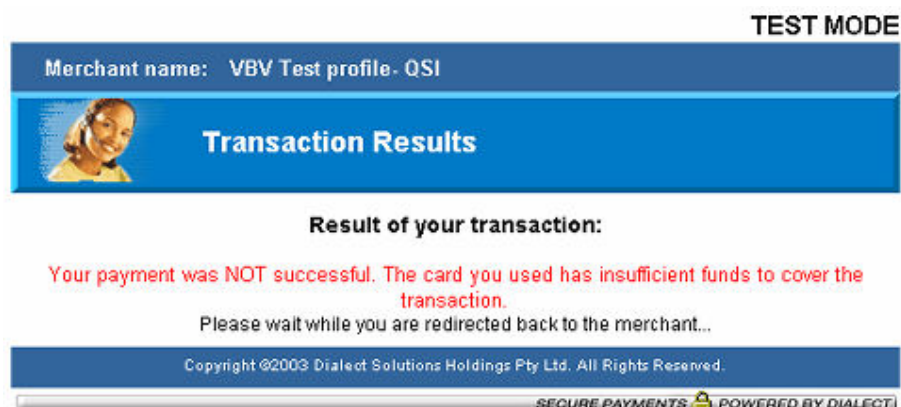 TEST MODE
Merchant name: VBV Test profile- QSI
Transaction Results
Result of your transaction:
Your payment was NOT successful. The card you used has insufficient funds to cover the
transaction.
Please wait while you are redirected back to the merchant...
Copyright ©2003 Dialect Solutions Holdings Pty Ltd. All Rights Reserved.
SECURE PAYMENTS POWERED BY DIALECT